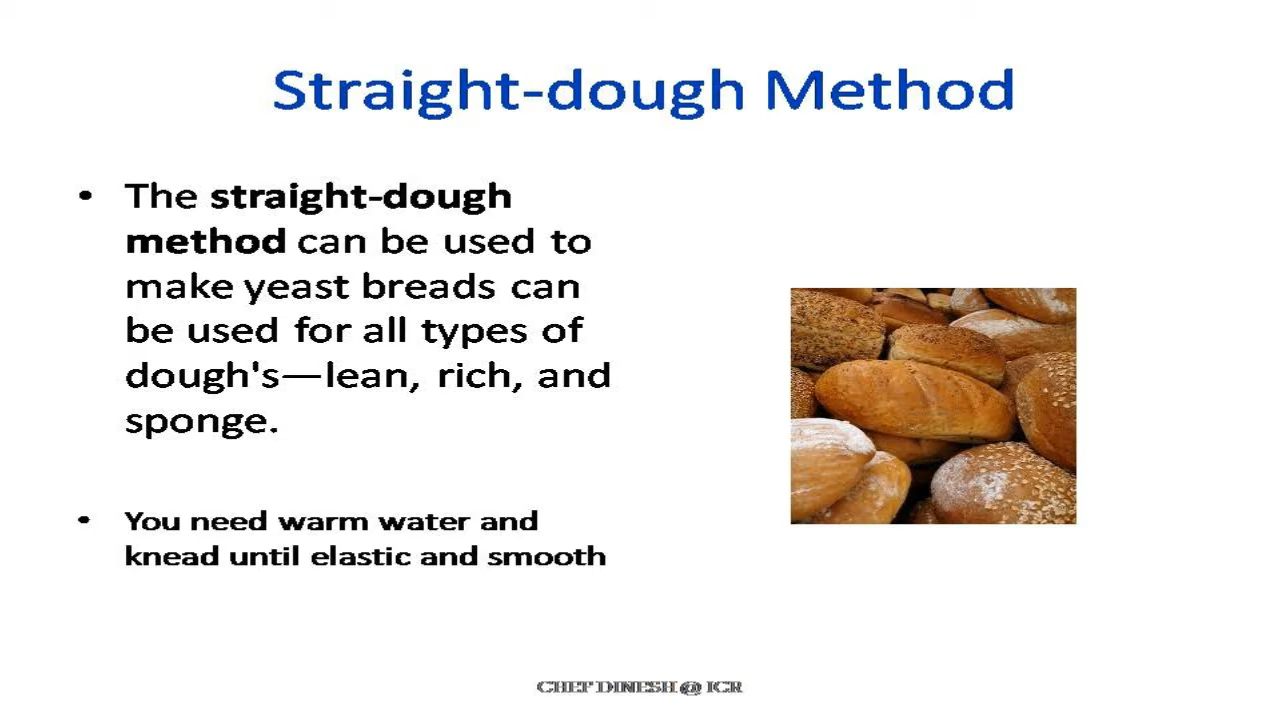 Straight-dough Method
• The straight-dough
method can be used to
make yeast breads can
be used for all types of
dough's—lean, rich, and
sponge.
• You need warm water and
knead until elastic and smooth
CHEF DINESH @ ICR